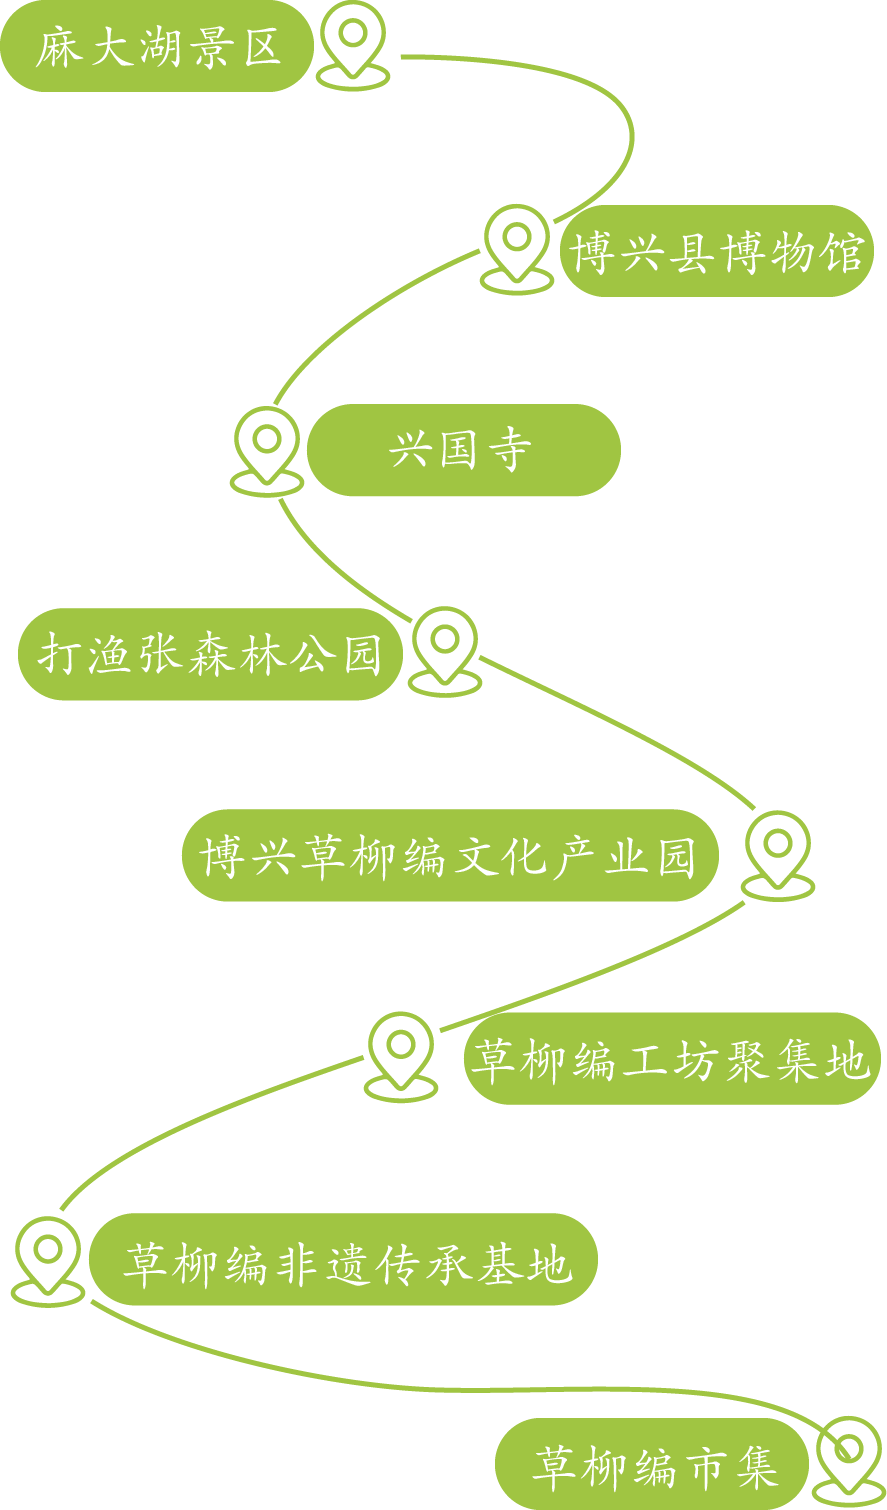 麻大湖景区
博兴县博物馆
兴国寺
打渔张森林公园
博兴草柳编文化产业园
草柳编工坊聚集地
草柳编非遗传承基地
草柳编市集